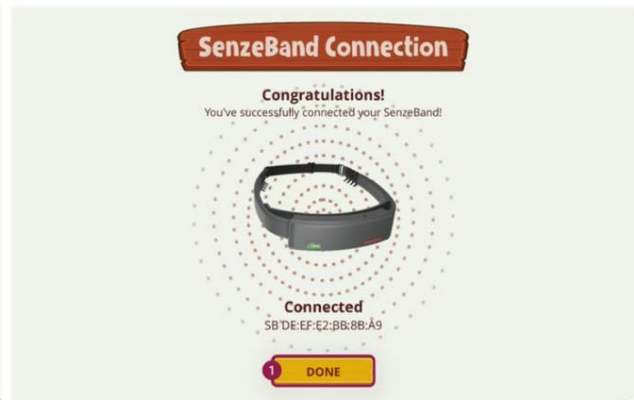 SenzeBand Connection
Congratulations!
You've successfully connected your SenzeBand!
Connected
SB DE:EF:E2:BB:8B:A9
1 DONE